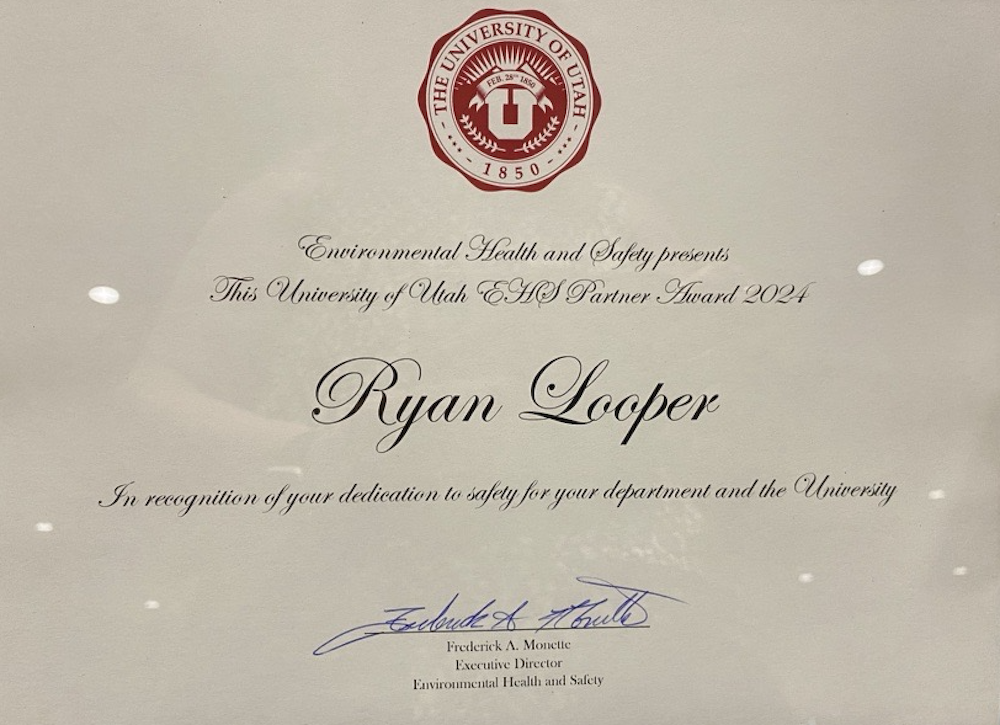 THE UNIVERSITY OF UTAH
FEB. 28TH 1850
U
1850
Environmental Health and Safety presents
This University of Utah EHS Partner Award 2024
Ryan Looper
In recognition of your dedication to safety for your department and the University
Frederick A. Monette
Frederick A. Monette
Executive Director
Environmental Health and Safety